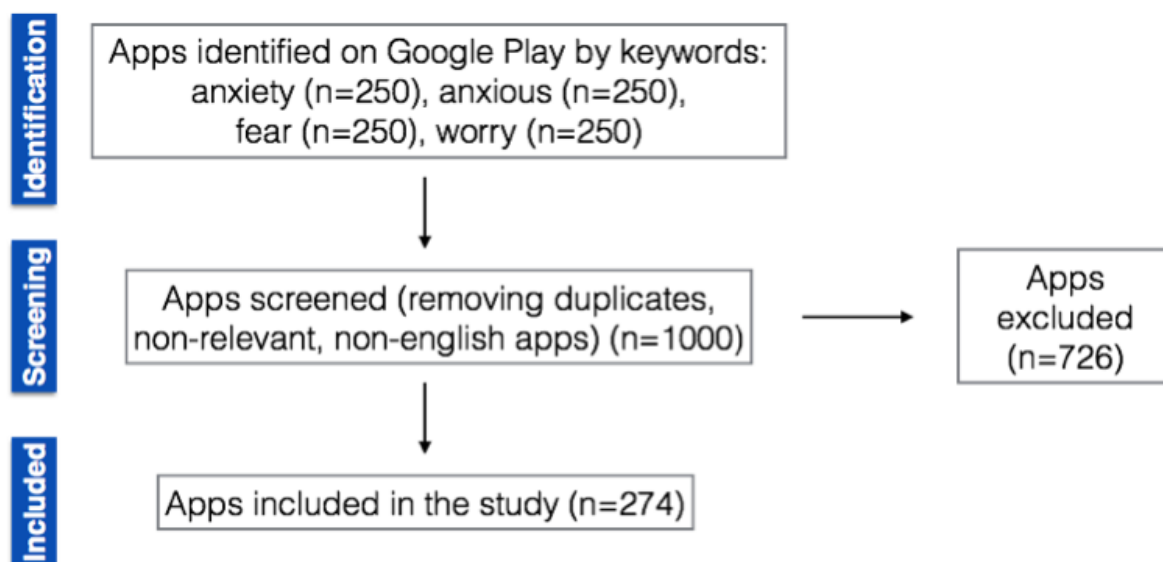 Identification
Apps identified on Google Play by keywords:
anxiety (n=250), anxious (n=250),
fear (n=250), worry (n=250)
Screening
Apps screened (removing duplicates,
non-relevant, non-english apps) (n=1000)
Apps
excluded
(n=726)
Included
Apps included in the study (n=274)